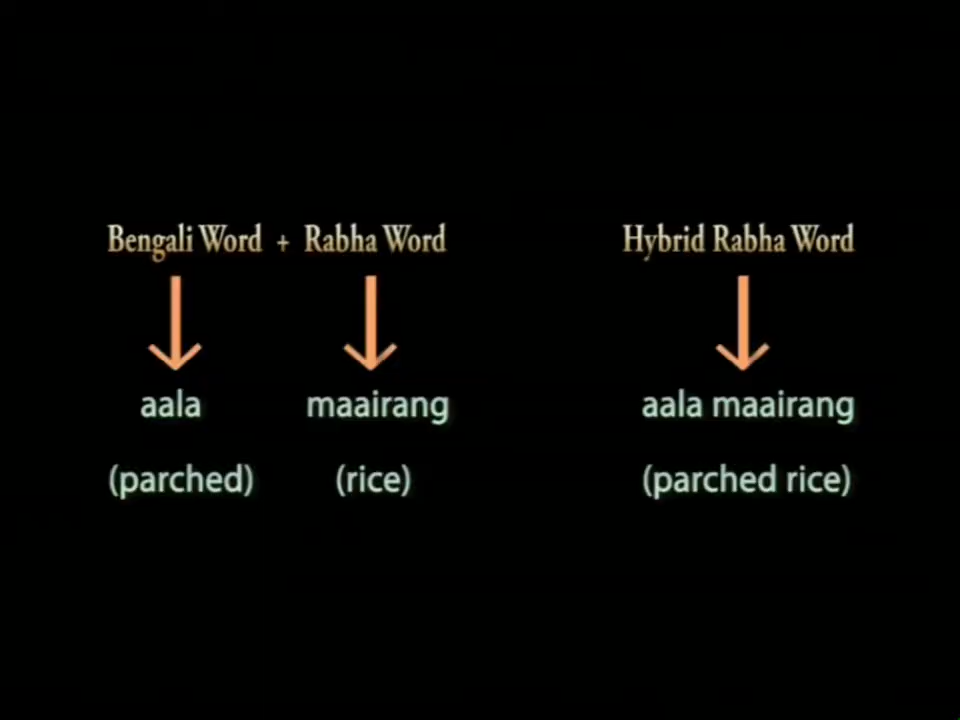 Bengali Word + Rabha Word Hybrid Rabha Word
aala maairang aala maairang
(parched) (rice) (parched rice)